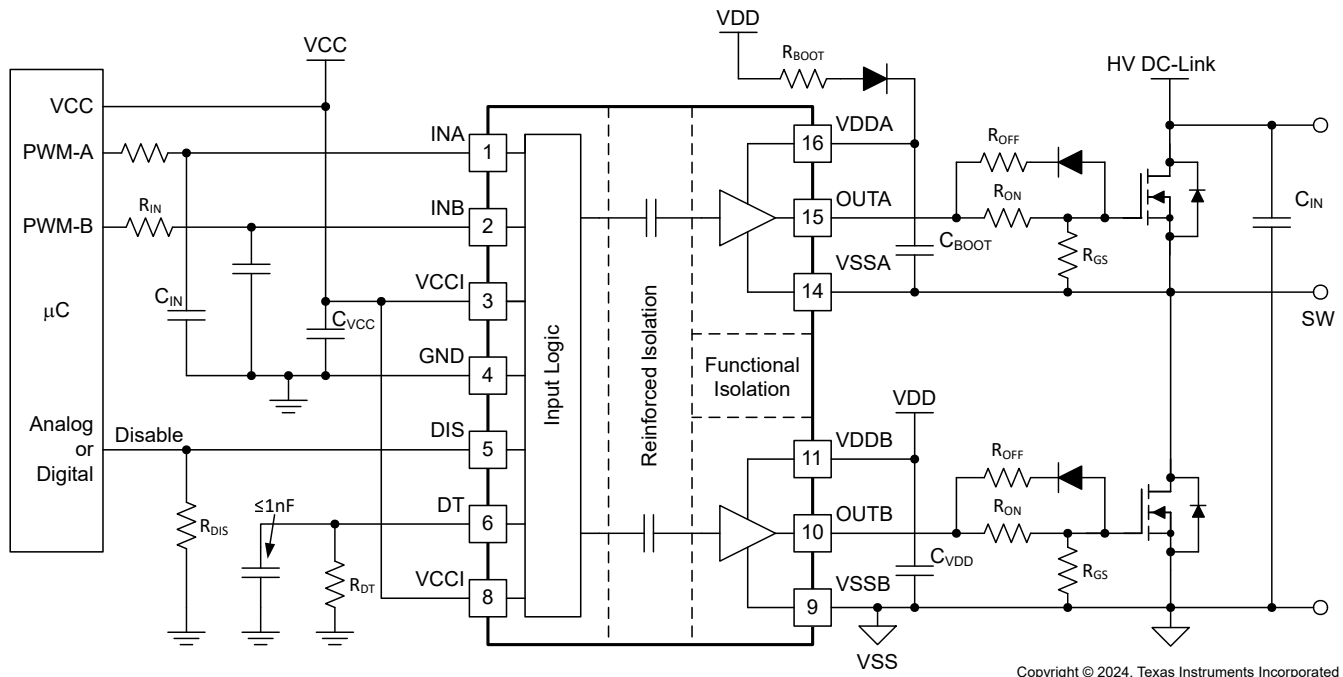 VDD
RBOOT
VCC
HV DC-Link
VCC
INA
1
VDDA
16
ROFF
PWM-A
RIN
INB
2
OUTA
15
RON
CIN
PWM-B
CBOOT
RGS
VCCI
3
VSSA
14
SW
μC
CIN
CVCC
GND
4
Input Logic
Reinforced Isolation
Functional
Isolation
VDD
Analog
or
Digital
Disable
DIS
5
VDDB
11
ROFF
≤1nF
DT
6
OUTB
10
RON
RDIS
RDT
CVDD
RGS
VCCI
8
VSSB
9
VSS
Copyright © 2024, Texas Instruments Incorporated